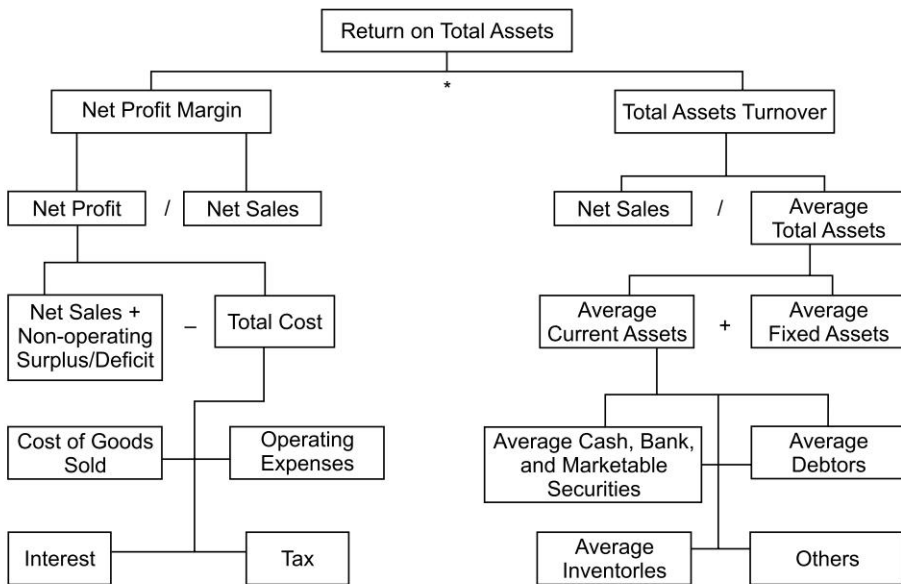 Return on Total Assets
*
Net Profit Margin
Total Assets Turnover
Net Profit
/
Net Sales
Net Sales
/
Average
Total Assets
Net Sales +
Non-operating
Surplus/Deficit
–
Total Cost
Average
Current Assets
+
Average
Fixed Assets
Cost of Goods
Sold
Operating
Expenses
Average Cash, Bank,
and Marketable
Securities
Average
Debtors
Interest
Tax
Average
Inventorles
Others